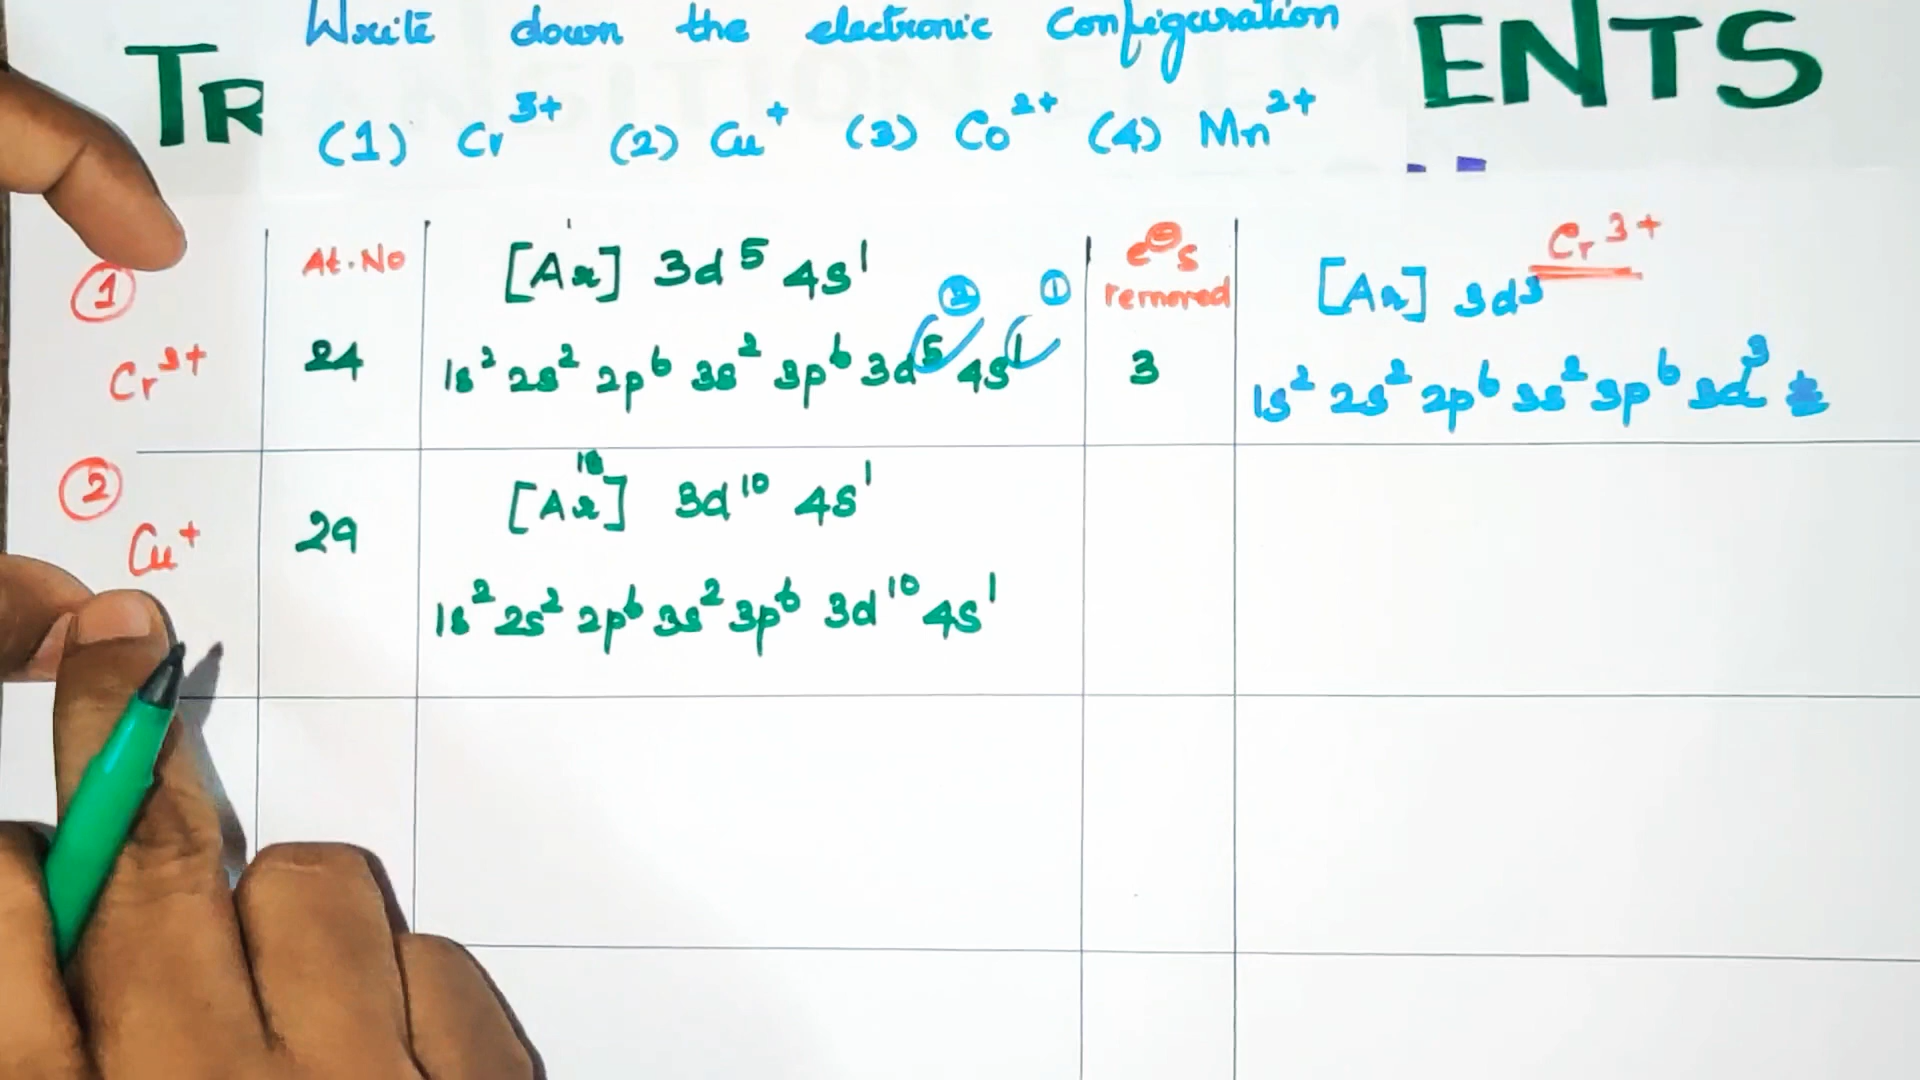 Write down the electronic configuration
TR ENTS
(1) Cr³⁺ (2) Cu⁺ (3) Co²⁺ (4) Mn²⁺
① Cr³⁺
At.No
24
[Ar] 3d⁵ 4s¹
② ①
1s² 2s² 2p⁶ 3s² 3p⁶ 3d⁵ 4s¹
e⊖s
removed
3
Cr³⁺
[Ar] 3d³
1s² 2s² 2p⁶ 3s² 3p⁶ 3d³
② Cu⁺
29
18
[Ar] 3d¹⁰ 4s¹
1s² 2s² 2p⁶ 3s² 3p⁶ 3d¹⁰ 4s¹